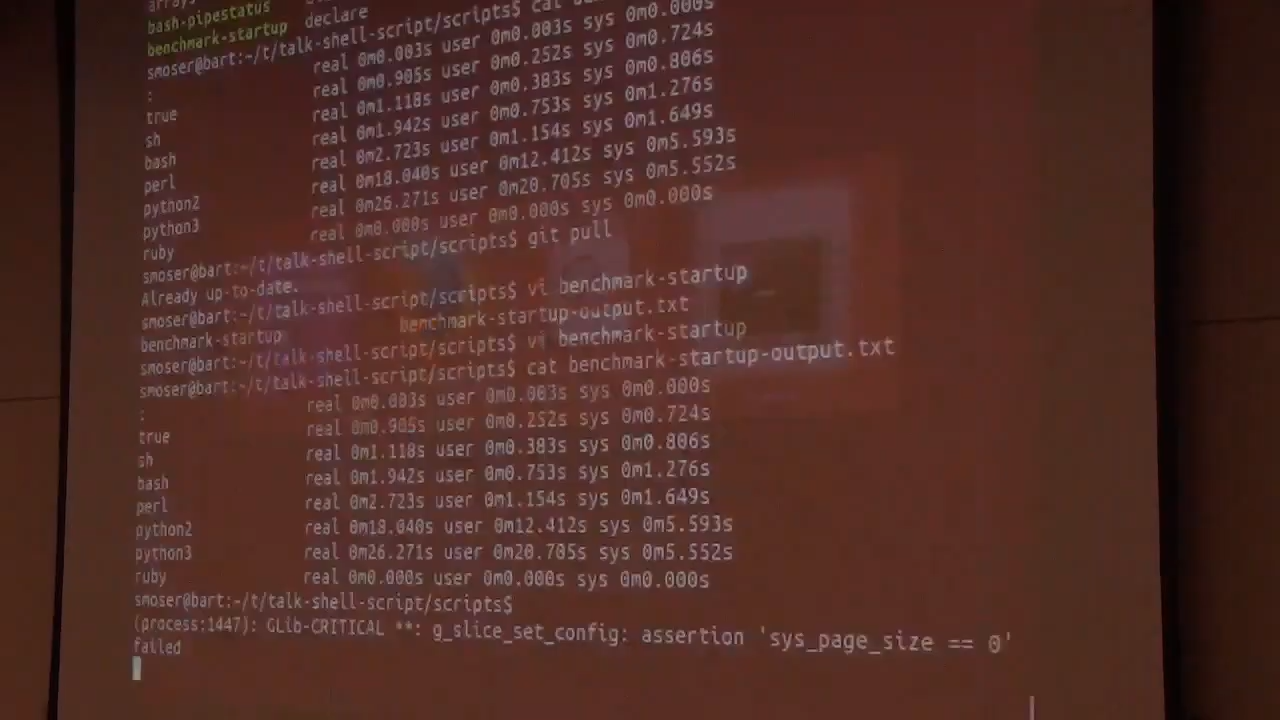 bash-pipestatus declare
benchmark-startup
smoser@bart:~/t/talk-shell-script/scripts$ cat
: real 0m0.003s user 0m0.003s sys 0m0.000s
true real 0m0.905s user 0m0.252s sys 0m0.724s
sh real 0m1.118s user 0m0.383s sys 0m0.806s
bash real 0m1.942s user 0m0.753s sys 0m1.276s
perl real 0m2.723s user 0m1.154s sys 0m1.649s
python2 real 0m18.040s user 0m12.412s sys 0m5.593s
python3 real 0m26.271s user 0m20.705s sys 0m5.552s
ruby real 0m0.000s user 0m0.000s sys 0m0.000s
smoser@bart:~/t/talk-shell-script/scripts$ git pull
Already up-to-date.
smoser@bart:~/t/talk-shell-script/scripts$ vi benchmark-startup
benchmark-startup benchmark-startup-output.txt
smoser@bart:~/t/talk-shell-script/scripts$ vi benchmark-startup
smoser@bart:~/t/talk-shell-script/scripts$ cat benchmark-startup-output.txt
: real 0m0.003s user 0m0.003s sys 0m0.000s
true real 0m0.905s user 0m0.252s sys 0m0.724s
sh real 0m1.118s user 0m0.383s sys 0m0.806s
bash real 0m1.942s user 0m0.753s sys 0m1.276s
perl real 0m2.723s user 0m1.154s sys 0m1.649s
python2 real 0m18.040s user 0m12.412s sys 0m5.593s
python3 real 0m26.271s user 0m20.705s sys 0m5.552s
ruby real 0m0.000s user 0m0.000s sys 0m0.000s
smoser@bart:~/t/talk-shell-script/scripts$
(process:1447): GLib-CRITICAL **: g_slice_set_config: assertion 'sys_page_size == 0'
failed